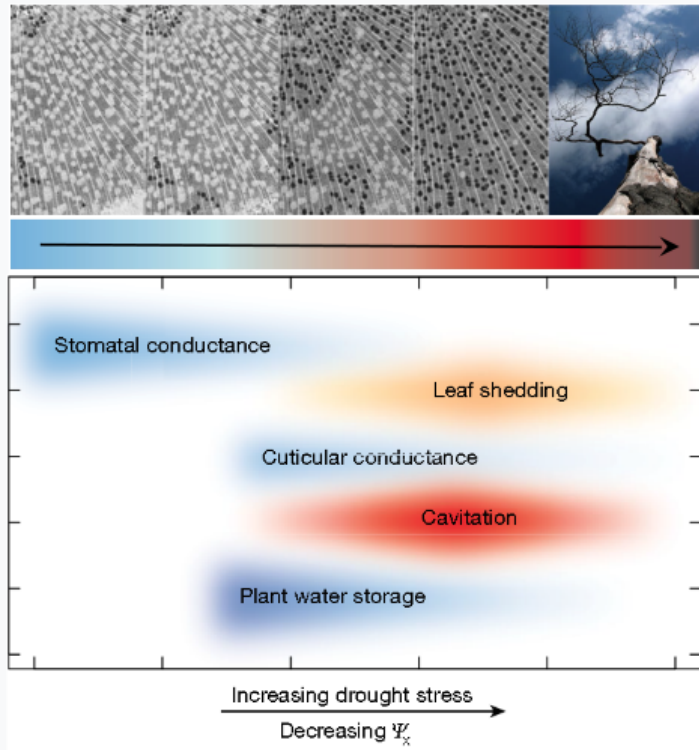 Stomatal conductance
Leaf shedding
Cuticular conductance
Cavitation
Plant water storage
Increasing drought stress
Decreasing Ψx